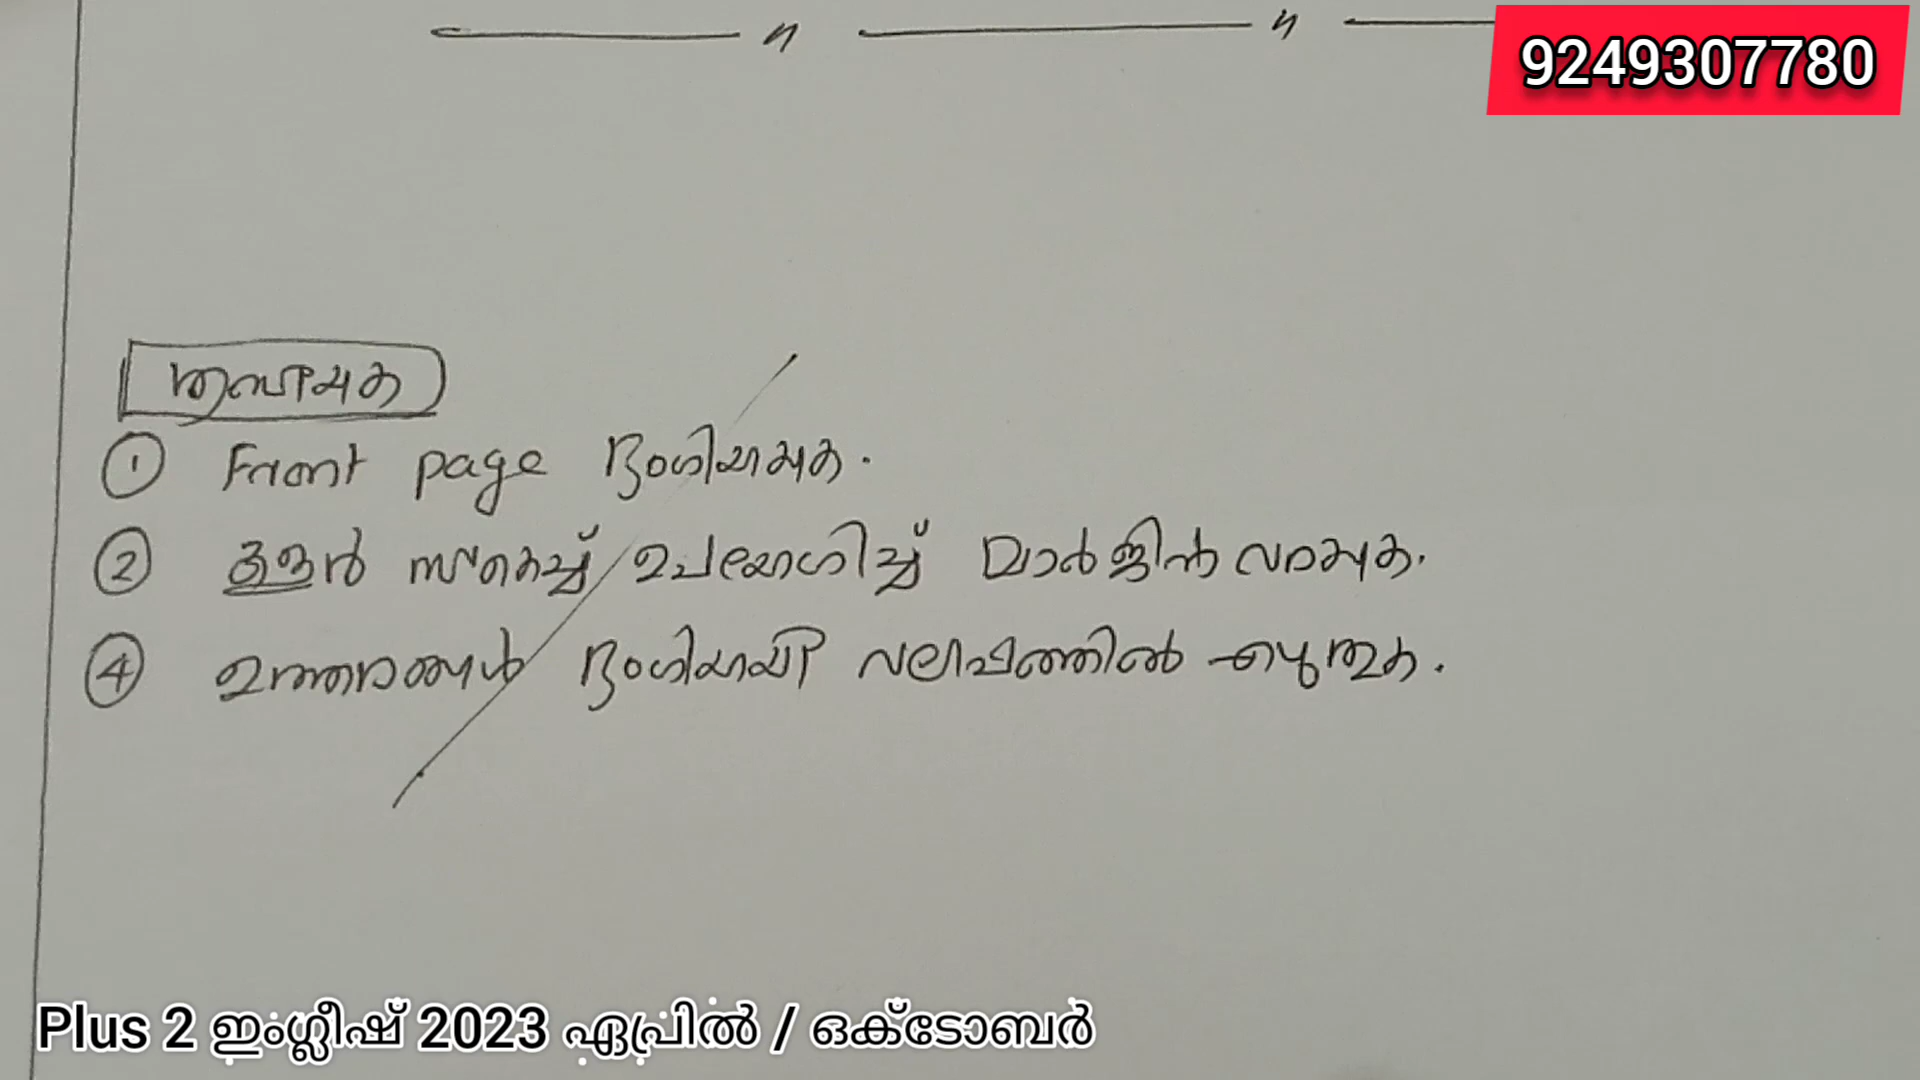 9249307780
ശ്രദ്ധിക്കുക
① Front page ഭംഗിയാക്കുക.
② കളർ സ്കെച്ച് ഉപയോഗിച്ച് മാർജിൻ വരക്കുക.
④ ഉത്തരങ്ങൾ ഭംഗിയായി വലിപ്പത്തിൽ എഴുതുക.
Plus 2 ഇംഗ്ലീഷ് 2023 ഏപ്രിൽ / ഒക്ടോബർ